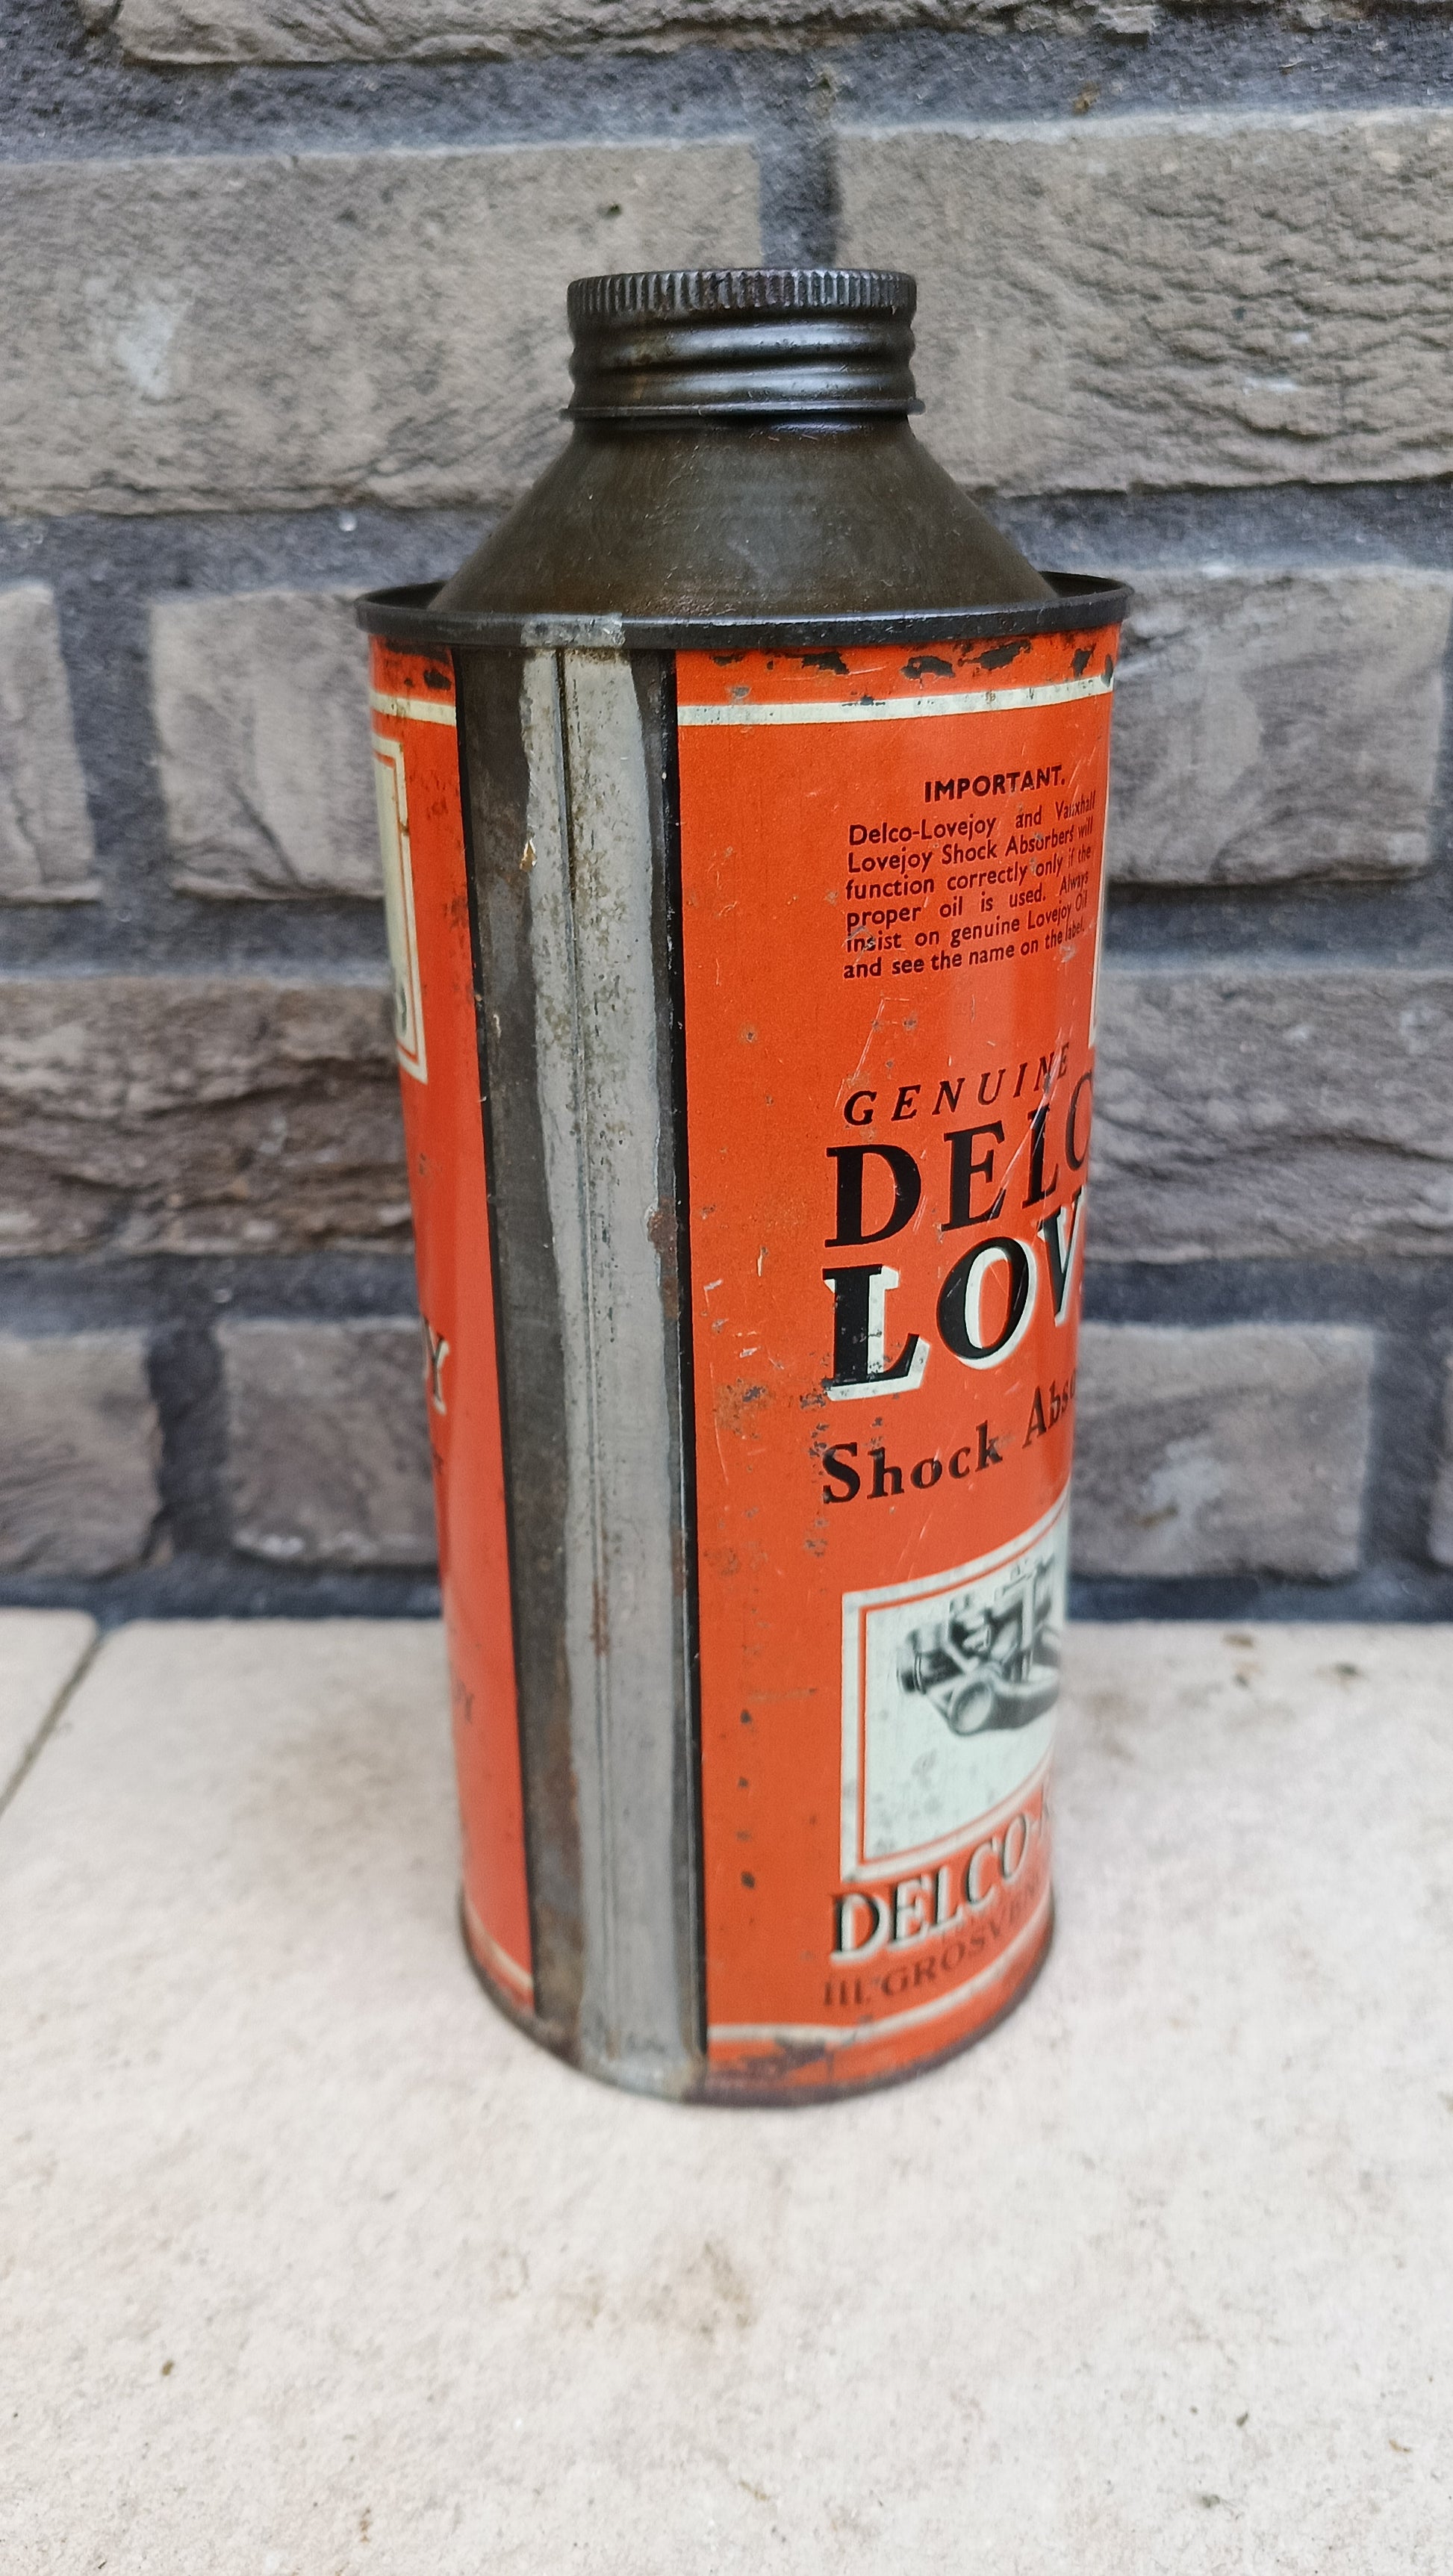 IMPORTANT.
Delco-Lovejoy and Vauxhall
Lovejoy Shock Absorbers will
function correctly only if the
proper oil is used. Always
insist on genuine Lovejoy Oil
and see the name on the label.
GENUINE
DELC
LOV
Shock Abso
DELCO-
111, GROSVEN
Y
PY